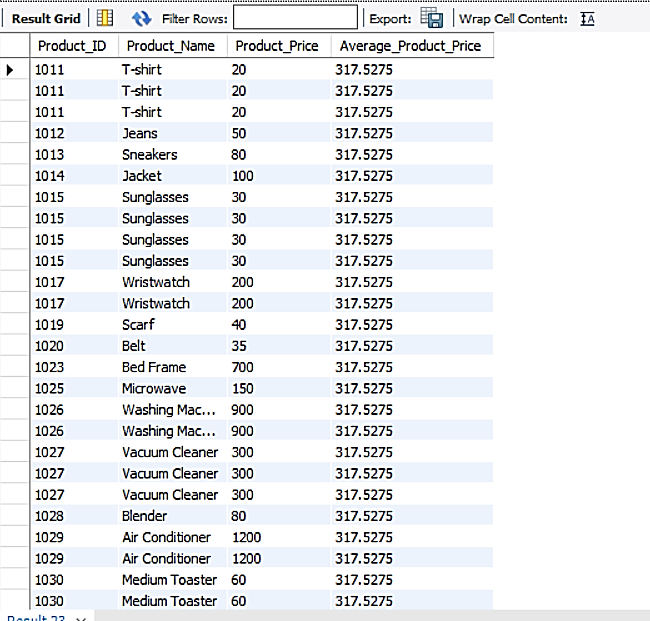 Result Grid Filter Rows: Export: Wrap Cell Content: IA
Product_ID Product_Name Product_Price Average_Product_Price
1011 T-shirt 20 317.5275
1011 T-shirt 20 317.5275
1011 T-shirt 20 317.5275
1012 Jeans 50 317.5275
1013 Sneakers 80 317.5275
1014 Jacket 100 317.5275
1015 Sunglasses 30 317.5275
1015 Sunglasses 30 317.5275
1015 Sunglasses 30 317.5275
1015 Sunglasses 30 317.5275
1017 Wristwatch 200 317.5275
1017 Wristwatch 200 317.5275
1019 Scarf 40 317.5275
1020 Belt 35 317.5275
1023 Bed Frame 700 317.5275
1025 Microwave 150 317.5275
1026 Washing Mac... 900 317.5275
1026 Washing Mac... 900 317.5275
1027 Vacuum Cleaner 300 317.5275
1027 Vacuum Cleaner 300 317.5275
1027 Vacuum Cleaner 300 317.5275
1028 Blender 80 317.5275
1029 Air Conditioner 1200 317.5275
1029 Air Conditioner 1200 317.5275
1030 Medium Toaster 60 317.5275
1030 Medium Toaster 60 317.5275
Result 23